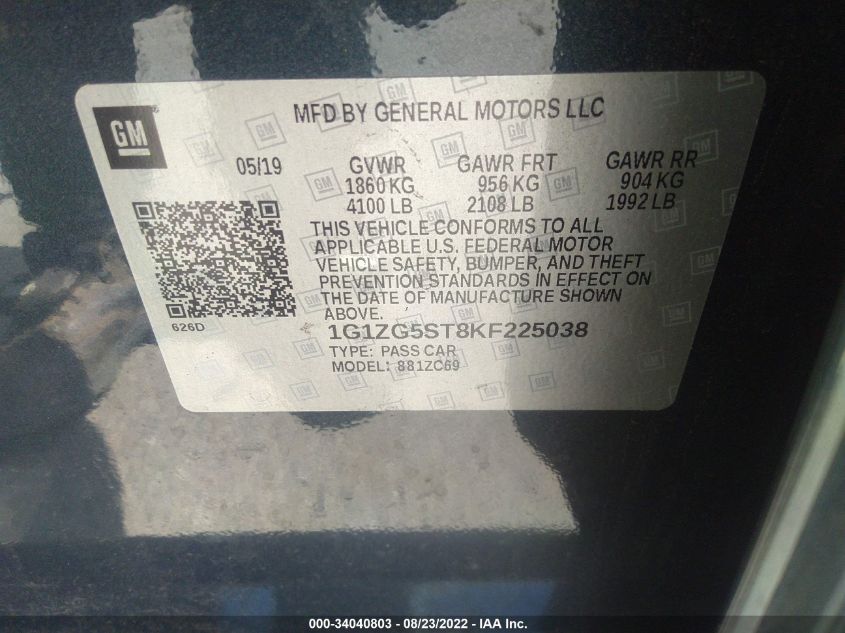 GM
MFD BY GENERAL MOTORS LLC
05/19 GVWR GAWR FRT GAWR RR
1860 KG 956 KG 904 KG
4100 LB 2108 LB 1992 LB
THIS VEHICLE CONFORMS TO ALL
APPLICABLE U.S. FEDERAL MOTOR
VEHICLE SAFETY, BUMPER, AND THEFT
PREVENTION STANDARDS IN EFFECT ON
THE DATE OF MANUFACTURE SHOWN
ABOVE.
626D
1G1ZG5ST8KF225038
TYPE: PASS CAR
MODEL: 881ZC69
000-34040803 - 08/23/2022 - IAA Inc.